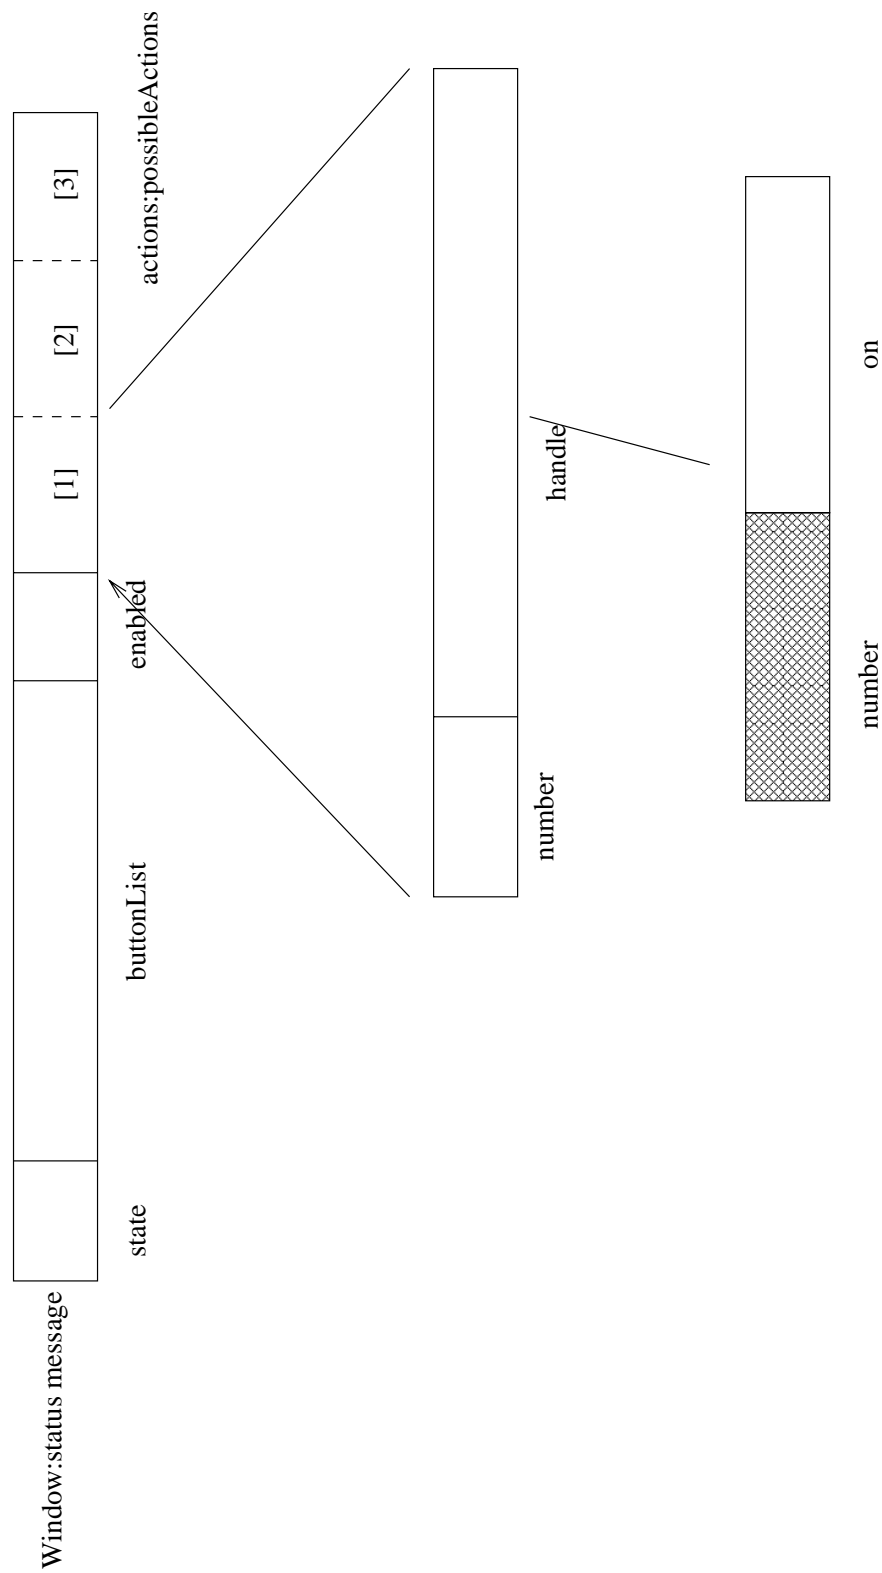 Window:status message
state
buttonList
enabled
[1]
[2]
[3]
actions:possibleActions
number
handle
number
on